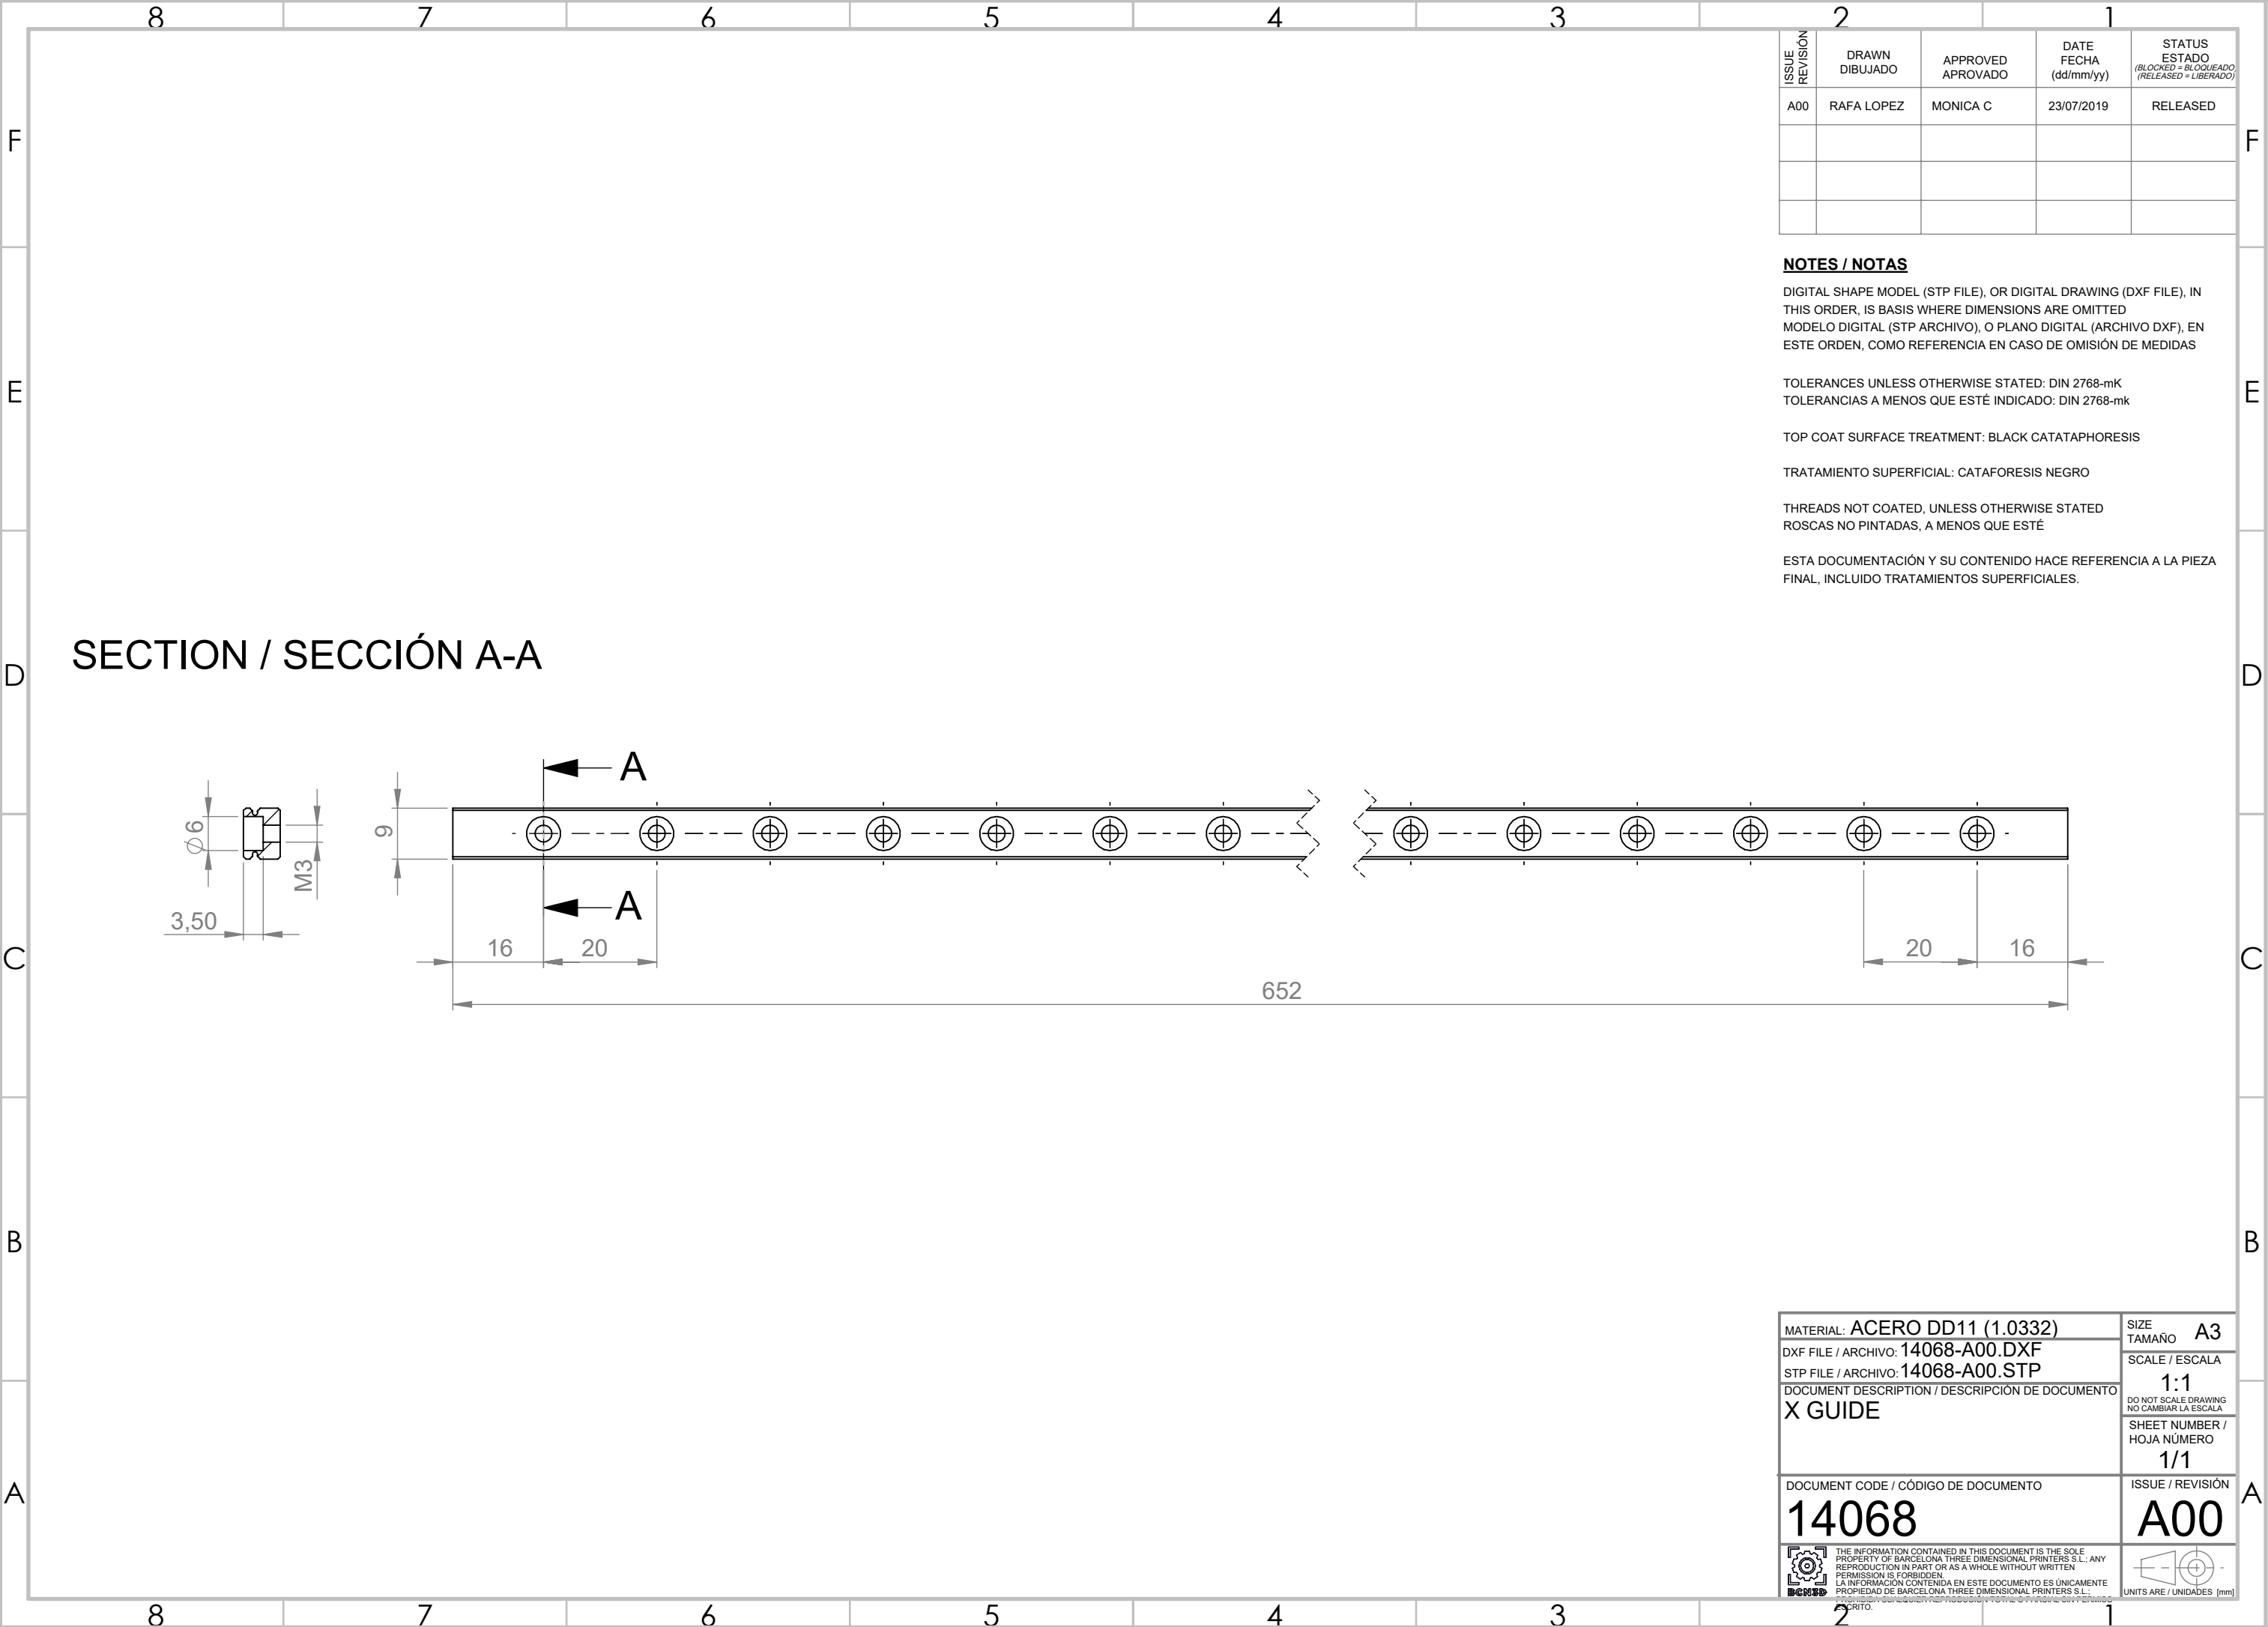 8 7 6 5 4 3 2 1
ISSUE
REVISIÓN
DRAWN
DIBUJADO
APPROVED
APROVADO
DATE
FECHA
(dd/mm/yy)
STATUS
ESTADO
(BLOCKED = BLOQUEADO)
(RELEASED = LIBERADO)
A00 RAFA LOPEZ MONICA C 23/07/2019 RELEASED
F F
NOTES / NOTAS
DIGITAL SHAPE MODEL (STP FILE), OR DIGITAL DRAWING (DXF FILE), IN
THIS ORDER, IS BASIS WHERE DIMENSIONS ARE OMITTED
MODELO DIGITAL (STP ARCHIVO), O PLANO DIGITAL (ARCHIVO DXF), EN
ESTE ORDEN, COMO REFERENCIA EN CASO DE OMISIÓN DE MEDIDAS
E E
TOLERANCES UNLESS OTHERWISE STATED: DIN 2768-mK
TOLERANCIAS A MENOS QUE ESTÉ INDICADO: DIN 2768-mk
TOP COAT SURFACE TREATMENT: BLACK CATATAPHORESIS
TRATAMIENTO SUPERFICIAL: CATAFORESIS NEGRO
THREADS NOT COATED, UNLESS OTHERWISE STATED
ROSCAS NO PINTADAS, A MENOS QUE ESTÉ
ESTA DOCUMENTACIÓN Y SU CONTENIDO HACE REFERENCIA A LA PIEZA
FINAL, INCLUIDO TRATAMIENTOS SUPERFICIALES.
SECTION / SECCIÓN A-A
D D
A
∅6
M3
9
A
3,50
16 20
20 16
652
C C
B B
MATERIAL: ACERO DD11 (1.0332)
DXF FILE / ARCHIVO: 14068-A00.DXF
STP FILE / ARCHIVO: 14068-A00.STP
DOCUMENT DESCRIPTION / DESCRIPCIÓN DE DOCUMENTO
X GUIDE
SIZE
TAMAÑO A3
SCALE / ESCALA
1:1
DO NOT SCALE DRAWING
NO CAMBIAR LA ESCALA
SHEET NUMBER /
HOJA NÚMERO
1/1
A A
DOCUMENT CODE / CÓDIGO DE DOCUMENTO
14068
ISSUE / REVISIÓN
A00
BCN3D
THE INFORMATION CONTAINED IN THIS DOCUMENT IS THE SOLE
PROPERTY OF BARCELONA THREE DIMENSIONAL PRINTERS S.L.; ANY
REPRODUCTION IN PART OR AS A WHOLE WITHOUT WRITTEN
PERMISSION IS FORBIDDEN.
LA INFORMACIÓN CONTENIDA EN ESTE DOCUMENTO ES ÚNICAMENTE
PROPIEDAD DE BARCELONA THREE DIMENSIONAL PRINTERS S.L.;
ESCRITO.
UNITS ARE / UNIDADES [mm]
8 7 6 5 4 3 2 1